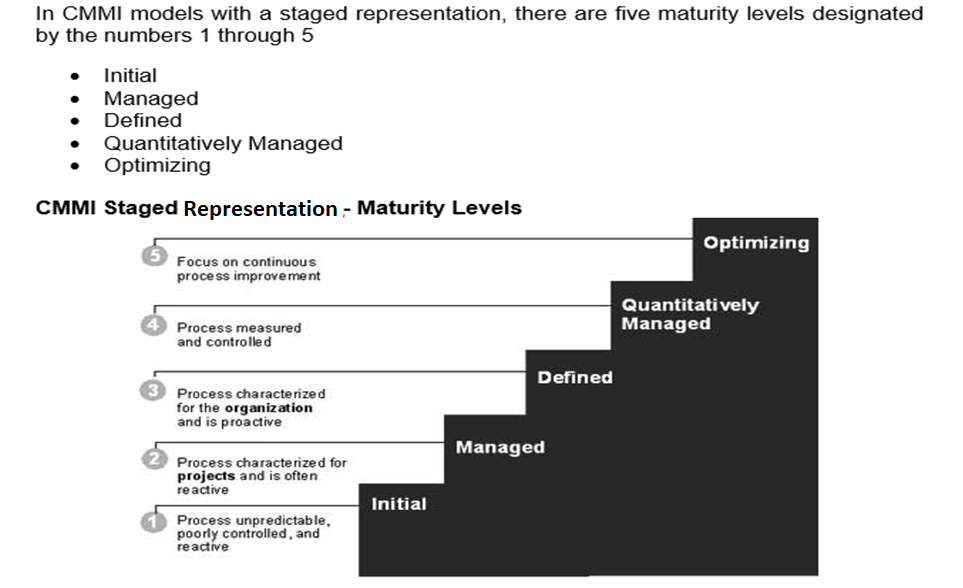 In CMMI models with a staged representation, there are five maturity levels designated
by the numbers 1 through 5
• Initial
• Managed
• Defined
• Quantitatively Managed
• Optimizing
CMMI Staged Representation - Maturity Levels
Optimizing
5
Focus on continuous
process improvement
Quantitatively
Managed
4
Process measured
and controlled
Defined
3
Process characterized
for the organization
and is proactive
Managed
2
Process characterized for
projects and is often
reactive
Initial
1
Process unpredictable,
poorly controlled, and
reactive